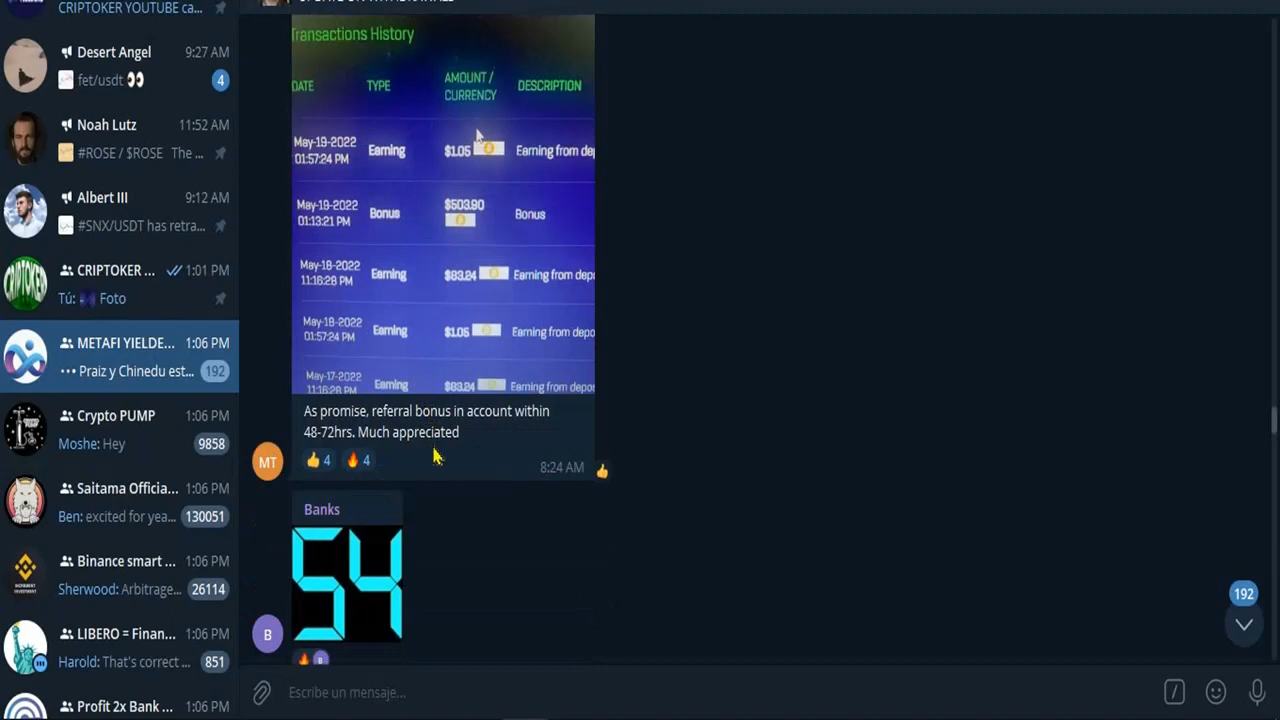 CRIPTOKER YOUTUBE ca...
Desert Angel 9:27 AM
fet/usdt 👀 4
Noah Lutz 11:52 AM
#ROSE / $ROSE The ...
Albert III 9:12 AM
#SNX/USDT has retra...
CRIPTOKER ... 1:01 PM
Tú: Foto
METAFI YIELDE... 1:06 PM
Praiz y Chinedu est... 192
Crypto PUMP 1:06 PM
Moshe: Hey 9858
Saitama Officia... 1:06 PM
Ben: excited for yea... 130051
Binance smart ... 1:06 PM
Sherwood: Arbitrage... 26114
LIBERO = Finan... 1:06 PM
Harold: That's correct ... 851
Profit 2x Bank ... 1:06 PM
Transactions History
DATE TYPE AMOUNT / CURRENCY DESCRIPTION
May-19-2022 01:57:24 PM Earning $1.05 Earning from dep
May-19-2022 01:13:21 PM Bonus $503.90 Bonus
May-18-2022 11:16:28 PM Earning $83.24 Earning from depo
May-18-2022 01:57:24 PM Earning $1.05 Earning from depo
May-17-2022 11:16:28 PM Earning $83.24 Earning from depos
As promise, referral bonus in account within
48-72hrs. Much appreciated
👍 4 🔥 4 8:24 AM
MT
Banks
54
B
B
192
Escribe un mensaje...